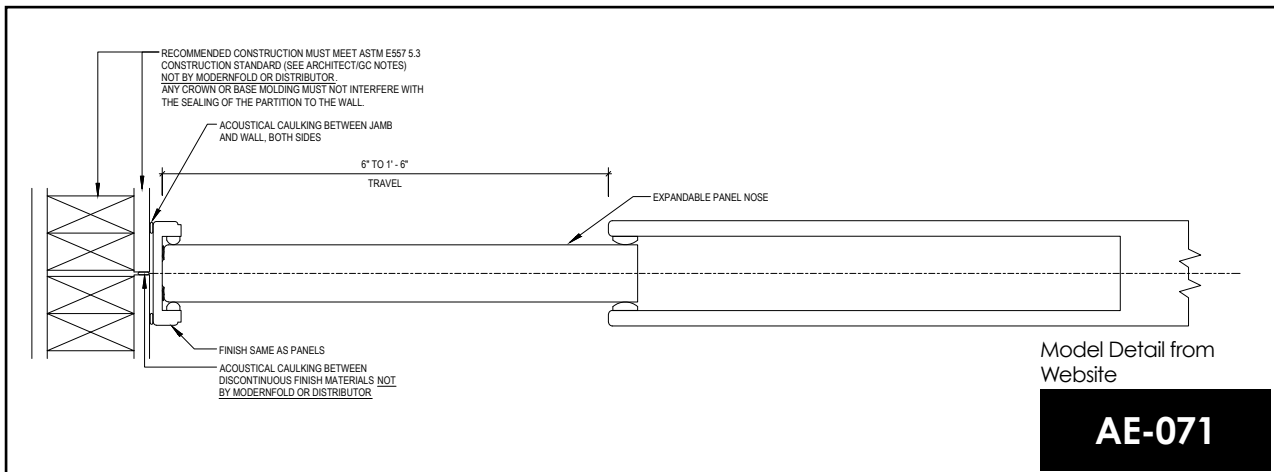 RECOMMENDED CONSTRUCTION MUST MEET ASTM E557 5.3
CONSTRUCTION STANDARD (SEE ARCHITECT/GC NOTES)
NOT BY MODERNFOLD OR DISTRIBUTOR.
ANY CROWN OR BASE MOLDING MUST NOT INTERFERE WITH
THE SEALING OF THE PARTITION TO THE WALL.
ACOUSTICAL CAULKING BETWEEN JAMB
AND WALL, BOTH SIDES
6" TO 1' - 6"
TRAVEL
EXPANDABLE PANEL NOSE
FINISH SAME AS PANELS
ACOUSTICAL CAULKING BETWEEN
DISCONTINUOUS FINISH MATERIALS NOT
BY MODERNFOLD OR DISTRIBUTOR
Model Detail from
Website
AE-071